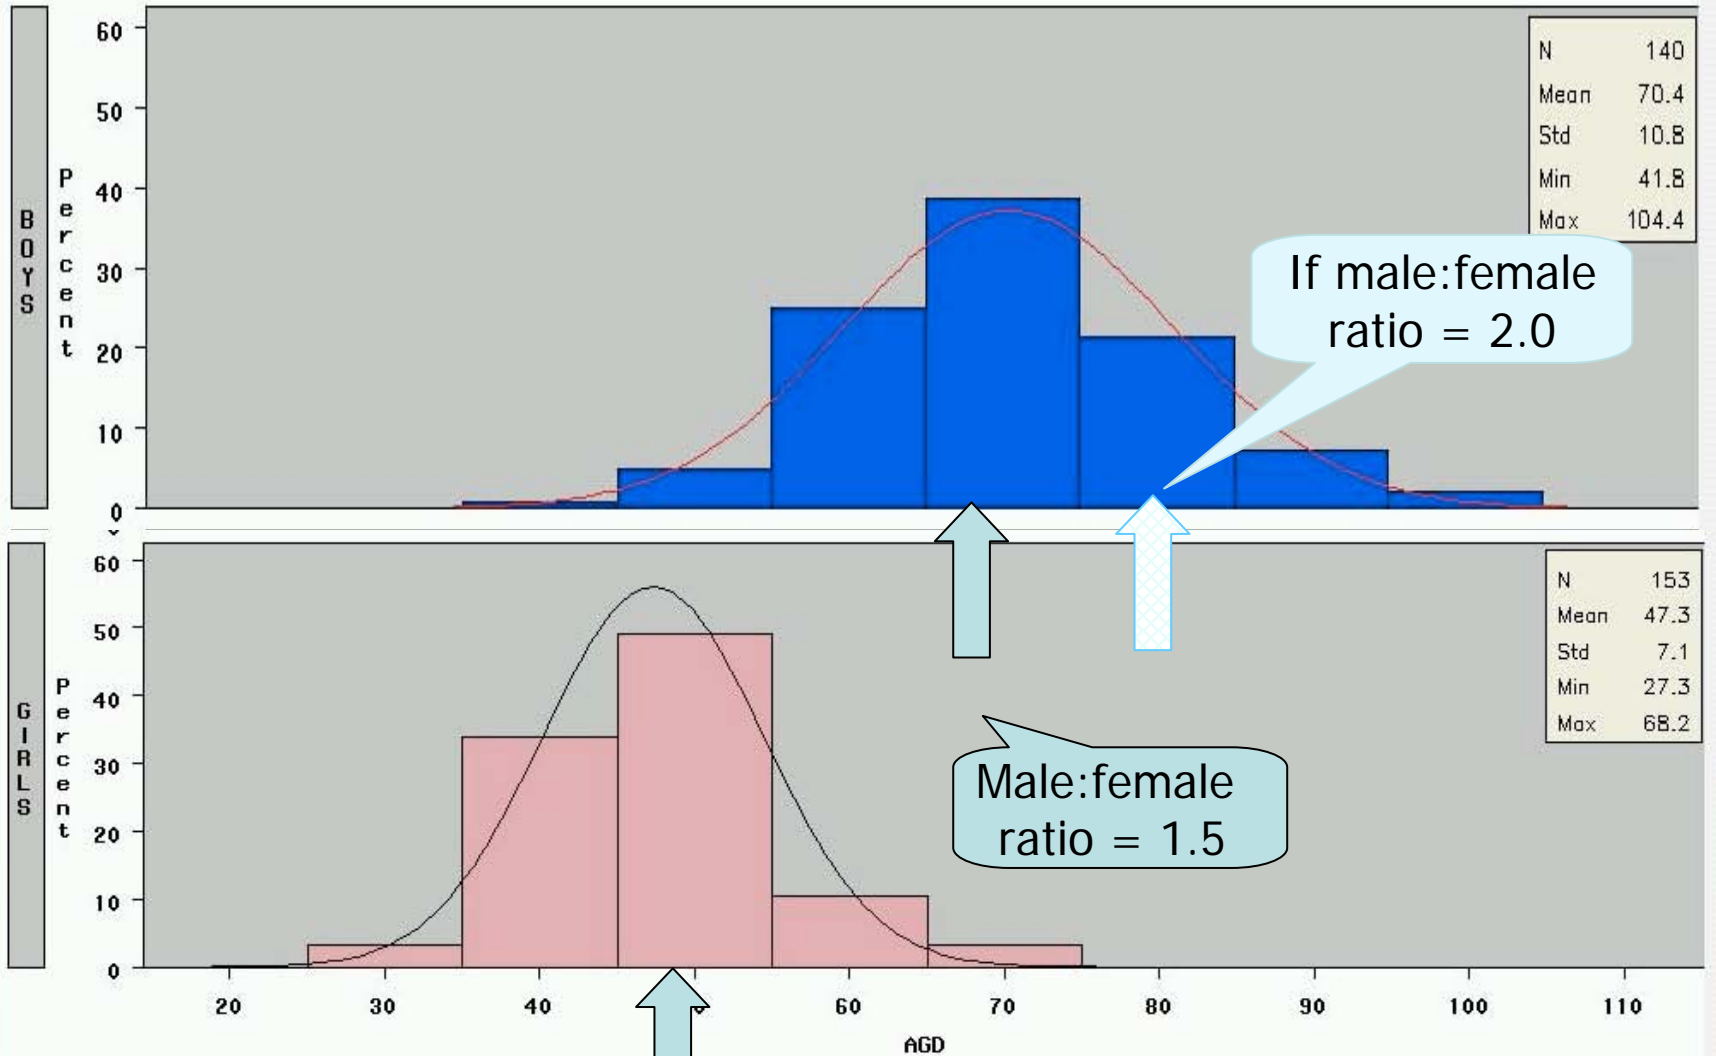 BOYS
Percent
60
50
40
30
20
10
0
N 140
Mean 70.4
Std 10.8
Min 41.8
Max 104.4
If male:female
ratio = 2.0
GIRLS
Percent
60
50
40
30
20
10
0
N 153
Mean 47.3
Std 7.1
Min 27.3
Max 68.2
Male:female
ratio = 1.5
20 30 40 60 70 80 90 100 110
AGD